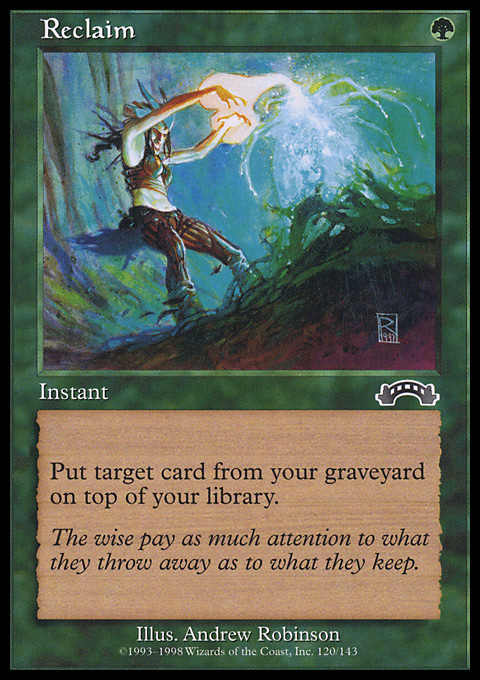 Reclaim
R
1997
Instant
Put target card from your graveyard
on top of your library.
The wise pay as much attention to what
they throw away as to what they keep.
Illus. Andrew Robinson
©1993–1998 Wizards of the Coast, Inc. 120/143